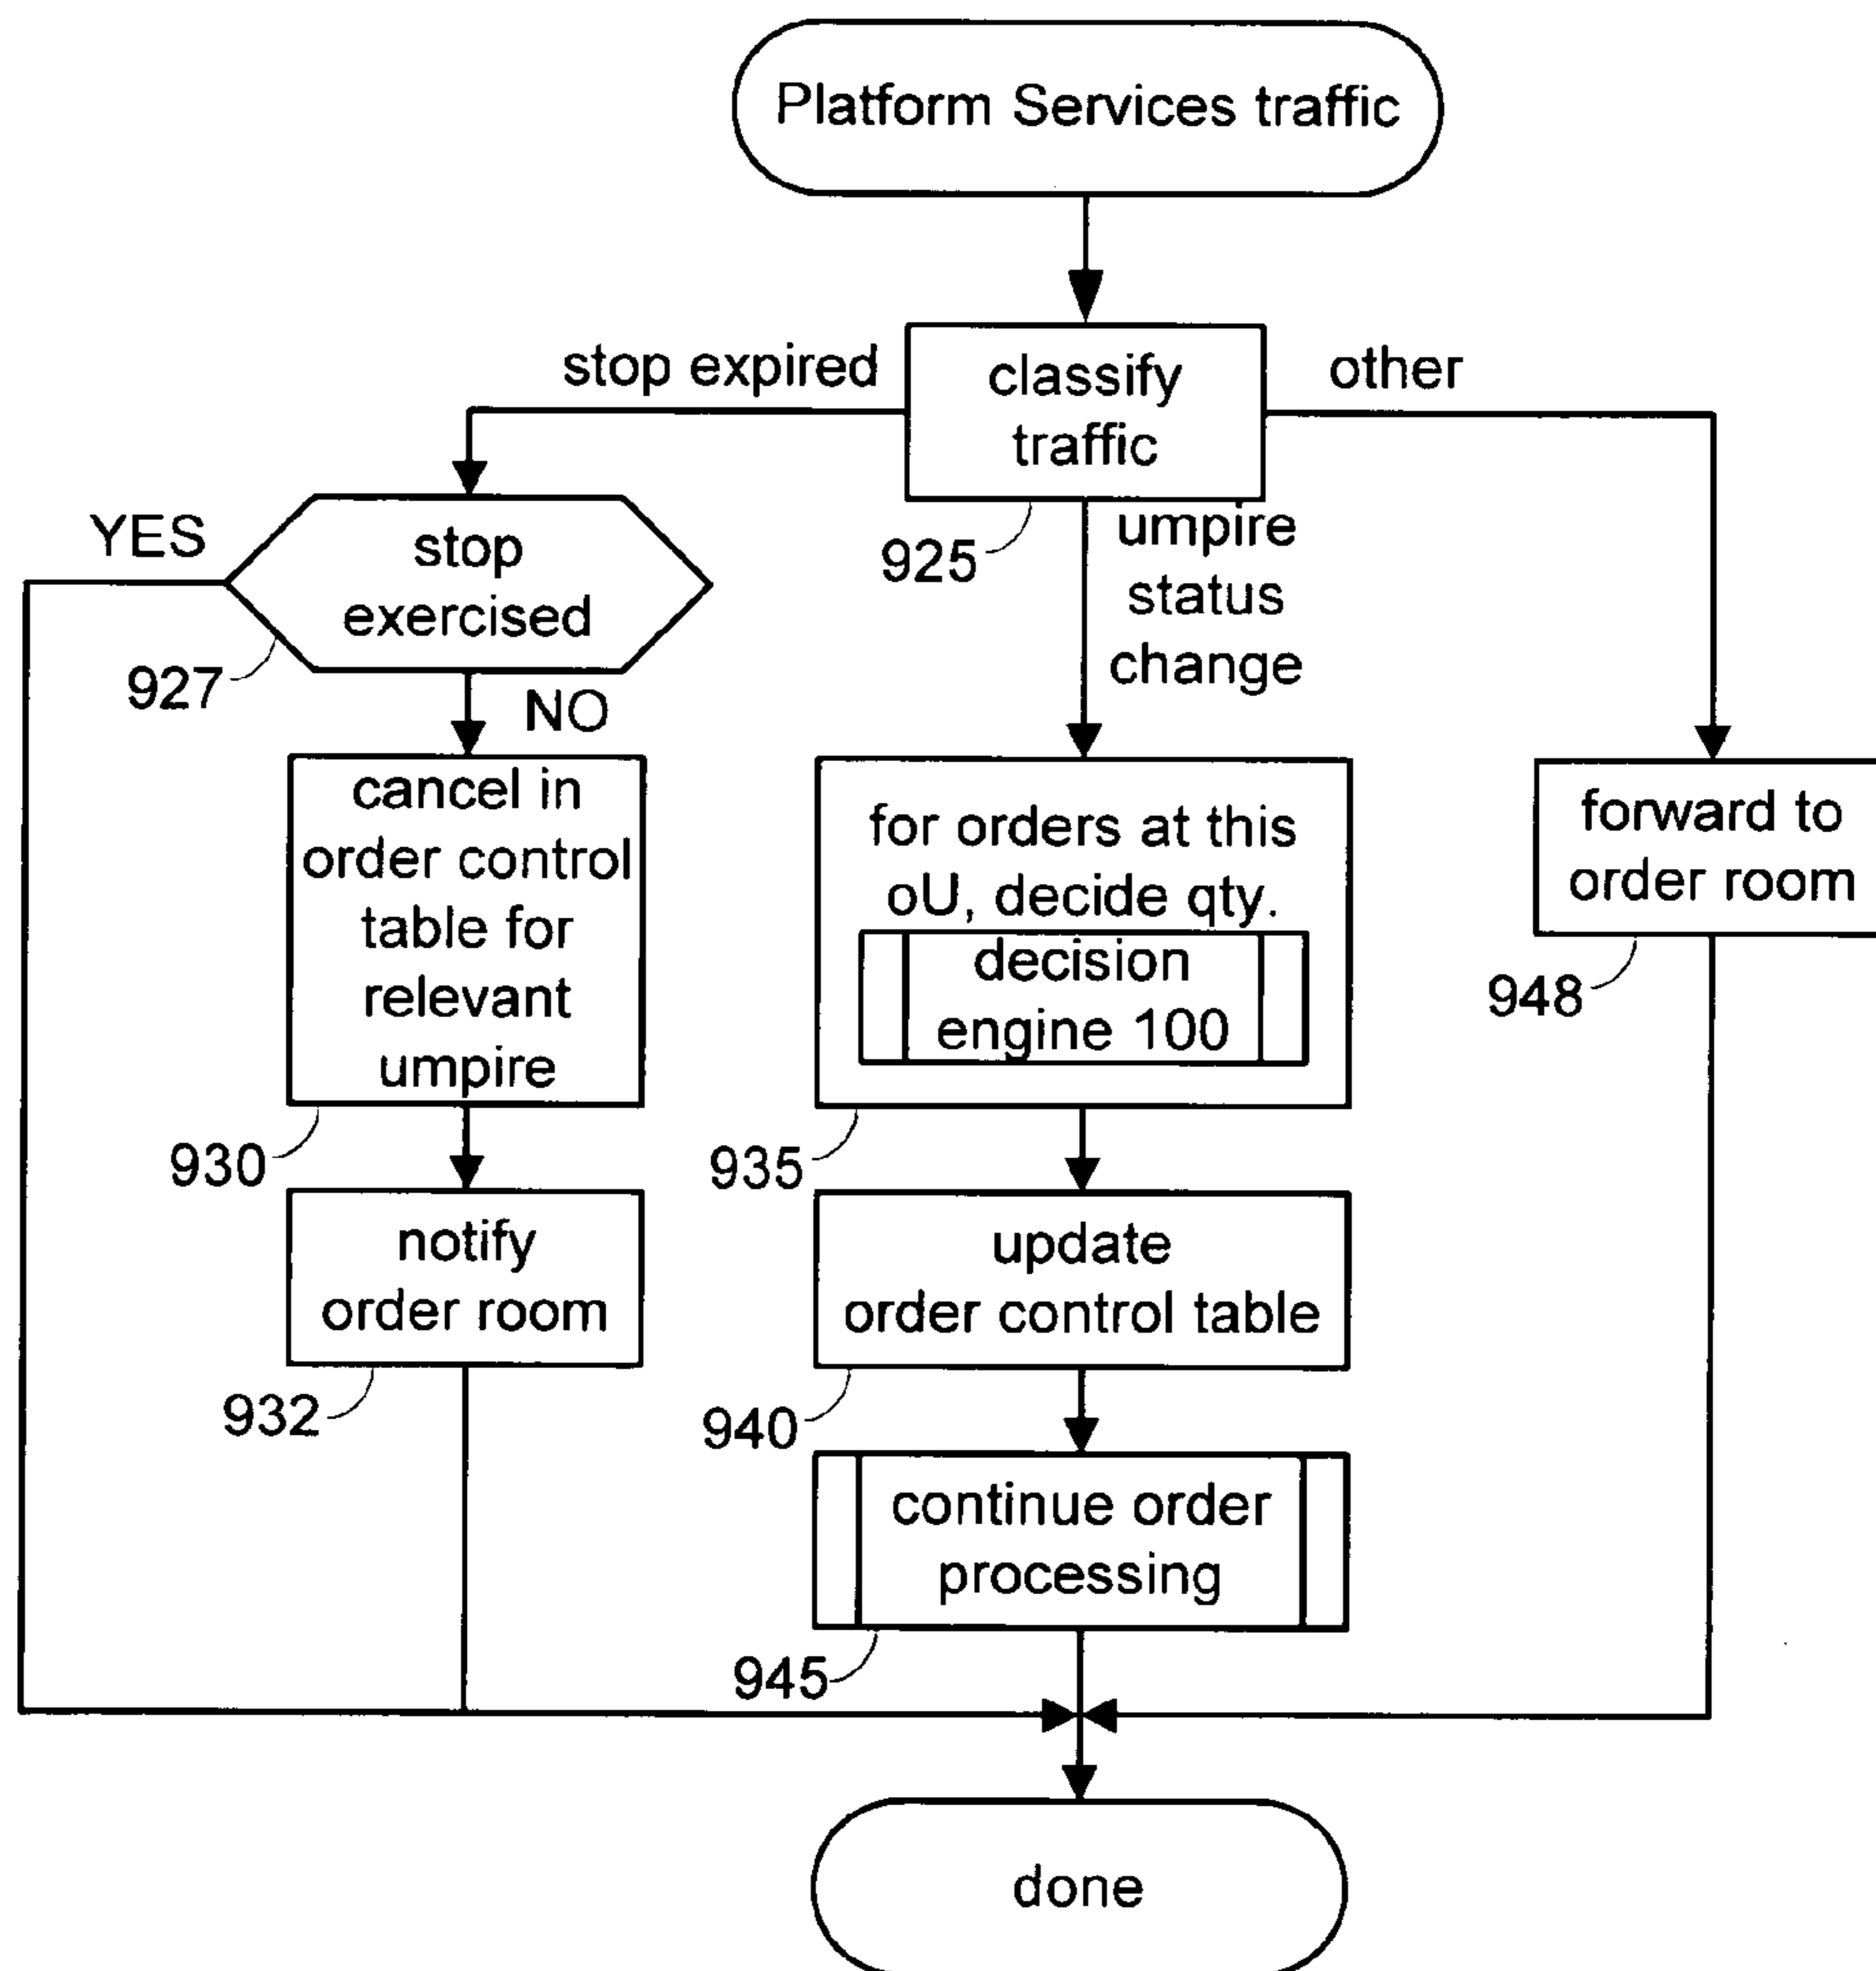 Platform Services traffic
stop expired
classify
traffic
other
YES
stop
exercised
927
925
umpire
status
change
NO
cancel in
order control
table for
relevant
umpire
930
for orders at this
oU, decide qty.
decision
engine 100
935
forward to
order room
948
notify
order room
932
update
order control table
940
continue order
processing
945
done